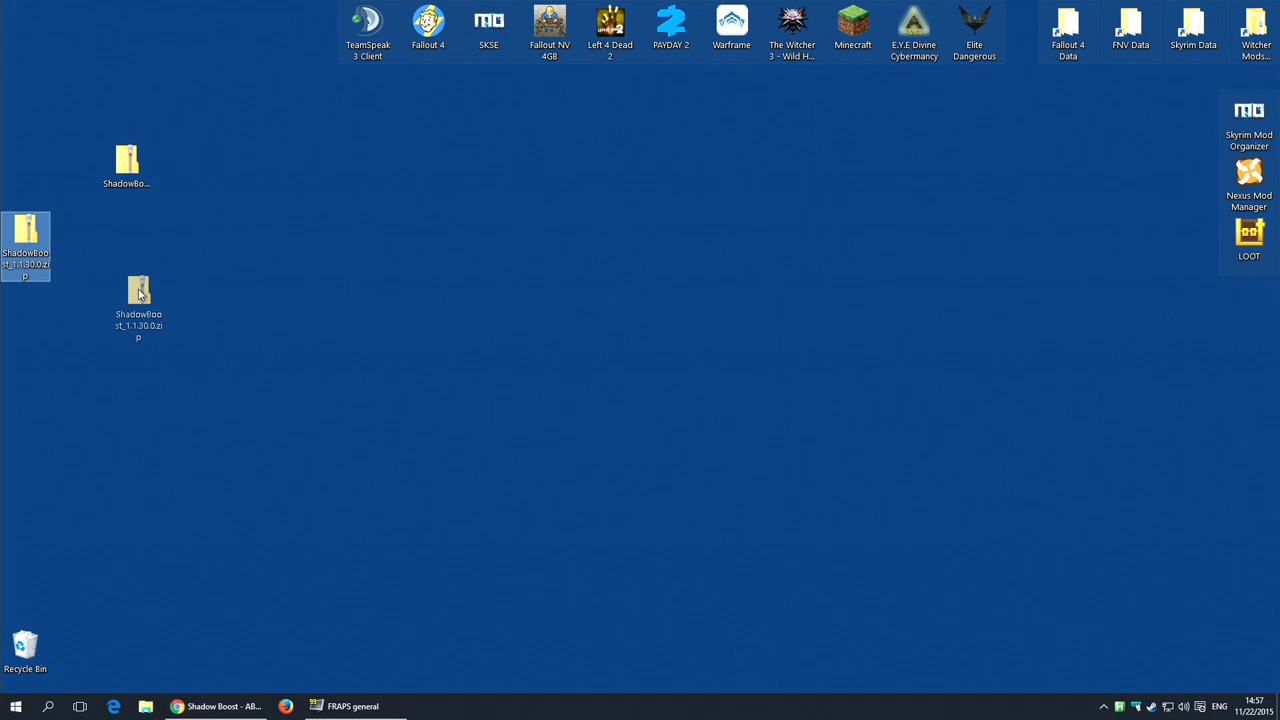 TeamSpeak
3 Client
Fallout 4
SKSE
Fallout NV
4GB
Left 4 Dead
2
PAYDAY 2
Warframe
The Witcher
3 - Wild H...
Minecraft
E.Y.E Divine
Cybermancy
Elite
Dangerous
Fallout 4
Data
FNV Data
Skyrim Data
Witcher
Mods...
MO
Skyrim Mod
Organizer
Nexus Mod
Manager
LOOT
ShadowBo...
ShadowBoo
st_1.1.30.0.zi
p
ShadowBoo
st_1.1.30.0.zi
p
Recycle Bin
Shadow Boost - AB...
99
FRAPS general
ENG
14:57
11/22/2015